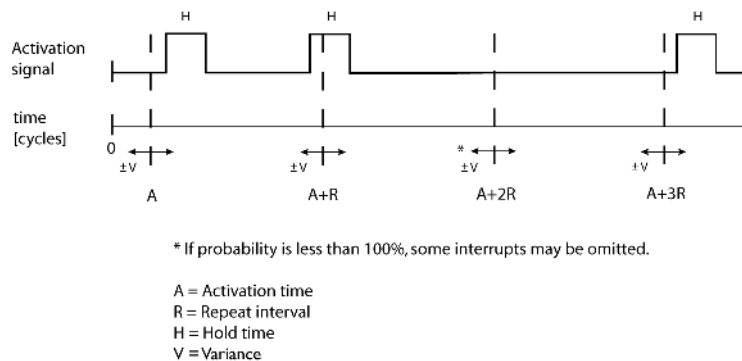 H H H
Activation
signal
time
[cycles]
0
±V ±V * ±V ±V
A A+R A+2R A+3R
* If probability is less than 100%, some interrupts may be omitted.
A = Activation time
R = Repeat interval
H = Hold time
V = Variance